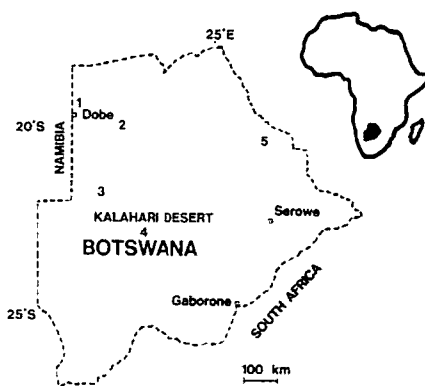 25°E
1
Dobe
20°S
2
NAMIBIA
5
3
KALAHARI DESERT
Serowe
4
BOTSWANA
Gaborone
25°S
SOUTH AFRICA
100 km